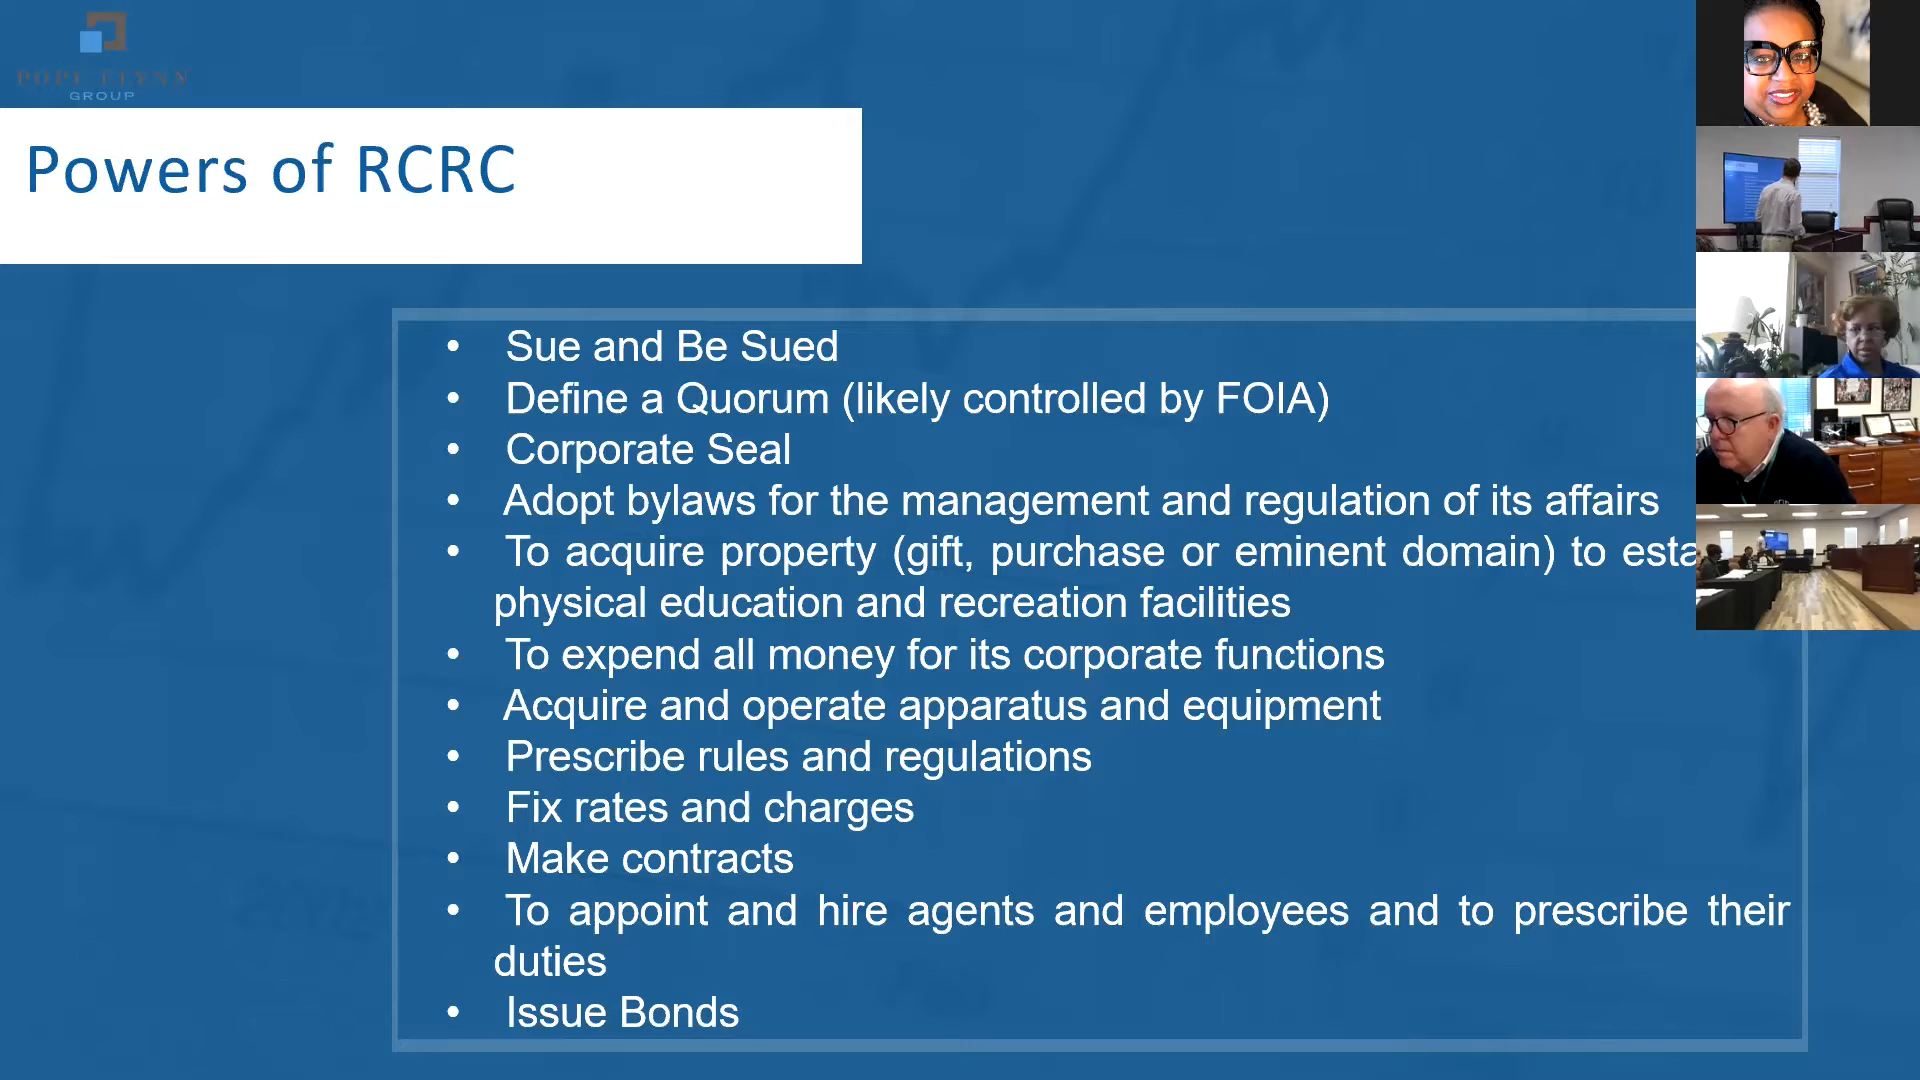 POPE FLYNN
GROUP
Powers of RCRC
• Sue and Be Sued
• Define a Quorum (likely controlled by FOIA)
• Corporate Seal
• Adopt bylaws for the management and regulation of its affairs
• To acquire property (gift, purchase or eminent domain) to esta
physical education and recreation facilities
• To expend all money for its corporate functions
• Acquire and operate apparatus and equipment
• Prescribe rules and regulations
• Fix rates and charges
• Make contracts
• To appoint and hire agents and employees and to prescribe their
duties
• Issue Bonds